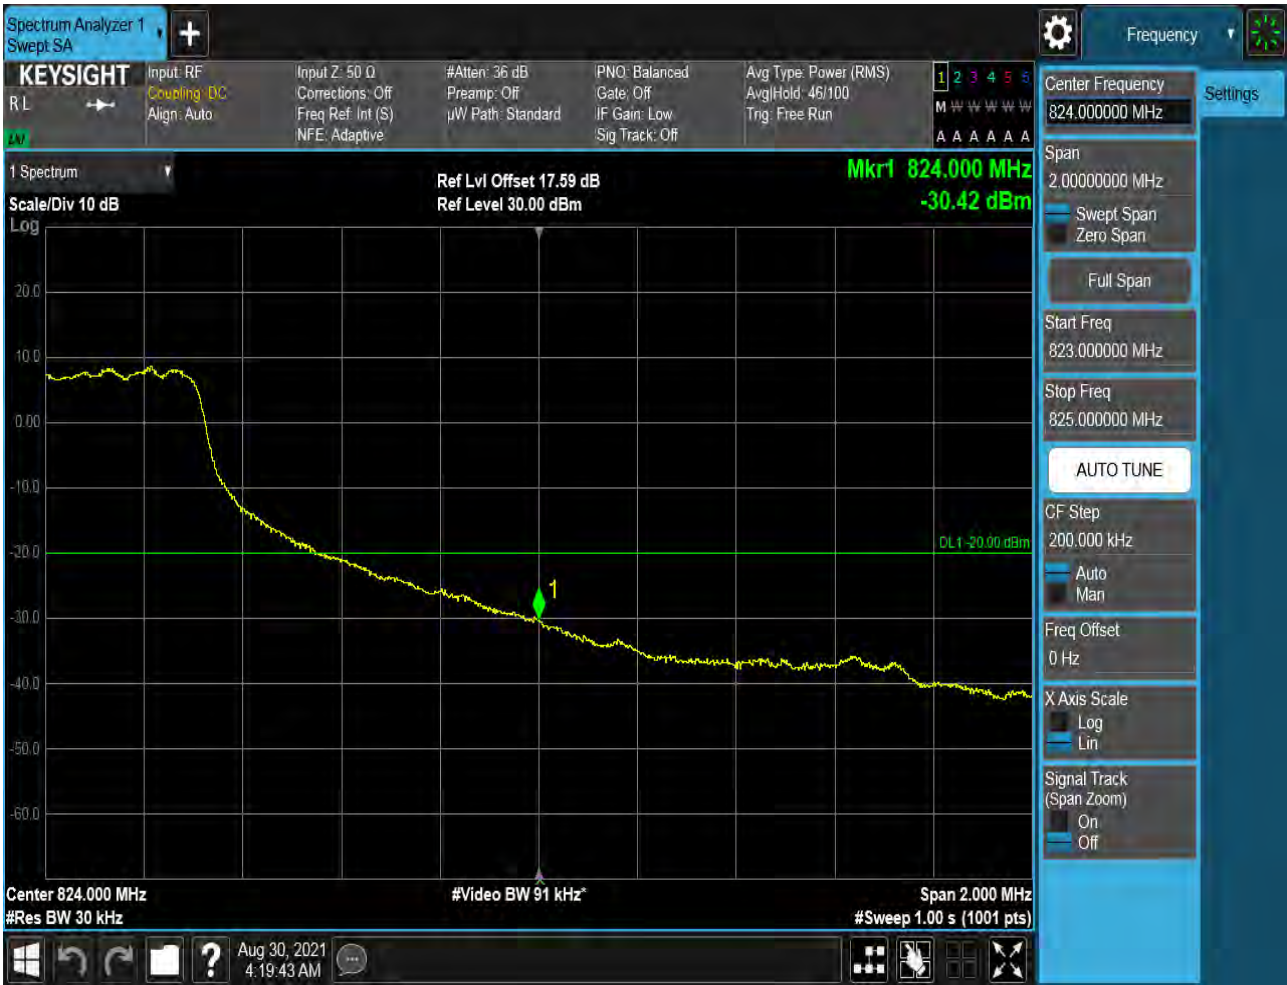 Spectrum Analyzer 1
Swept SA
+
Frequency
KEYSIGHT
R L
Input: RF
Coupling: DC
Align: Auto
Input Z: 50 Ω
Corrections: Off
Freq Ref: Int (S)
NFE: Adaptive
#Atten: 36 dB
Preamp: Off
µW Path: Standard
PNO: Balanced
Gate: Off
IF Gain: Low
Sig Track: Off
Avg Type: Power (RMS)
Avg|Hold: 46/100
Trig: Free Run
1 2 3 4 5 6
M W W W W W
A A A A A A
1 Spectrum
Scale/Div 10 dB
Log
Ref Lvl Offset 17.59 dB
Ref Level 30.00 dBm
Mkr1 824.000 MHz
-30.42 dBm
20.0
10.0
0.00
-10.0
-20.0
-30.0
-40.0
-50.0
-60.0
DL1 -20.00 dBm
1
Center 824.000 MHz
#Res BW 30 kHz
#Video BW 91 kHz*
Span 2.000 MHz
#Sweep 1.00 s (1001 pts)
?
Aug 30, 2021
4:19:43 AM
Center Frequency
824.000000 MHz
Settings
Span
2.00000000 MHz
Swept Span
Zero Span
Full Span
Start Freq
823.000000 MHz
Stop Freq
825.000000 MHz
AUTO TUNE
CF Step
200.000 kHz
Auto
Man
Freq Offset
0 Hz
X Axis Scale
Log
Lin
Signal Track
(Span Zoom)
On
Off